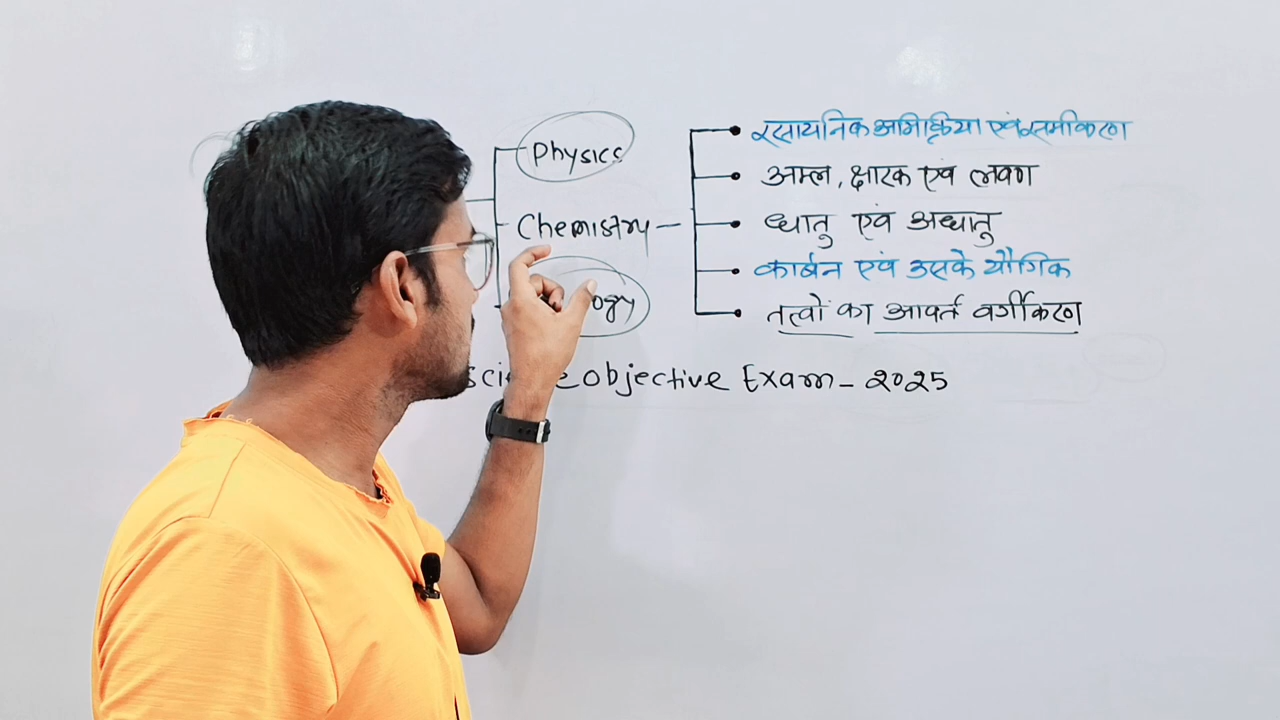 Physics
Chemistry
रसायनिक अभिक्रिया एवं समीकरण
अम्ल, क्षारक एवं लवण
धातु एवं अधातु
कार्बन एवं उसके यौगिक
तत्वों का आवर्त वर्गीकरण
objective Exam - 2025